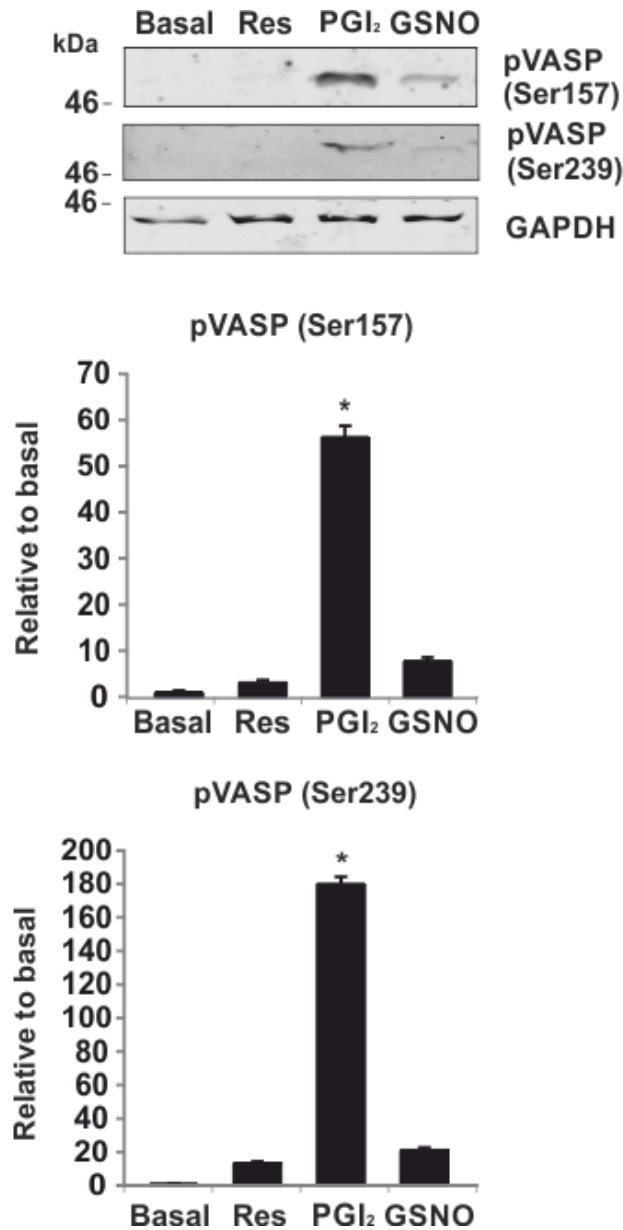 Basal Res PGI₂ GSNO
kDa
pVASP
(Ser157)
46
pVASP
(Ser239)
46
46
GAPDH
pVASP (Ser157)
Relative to basal
70
60
*
50
40
30
20
10
0
Basal Res PGI₂ GSNO
pVASP (Ser239)
Relative to basal
200
*
180
160
140
120
100
80
60
40
20
0
Basal Res PGI₂ GSNO